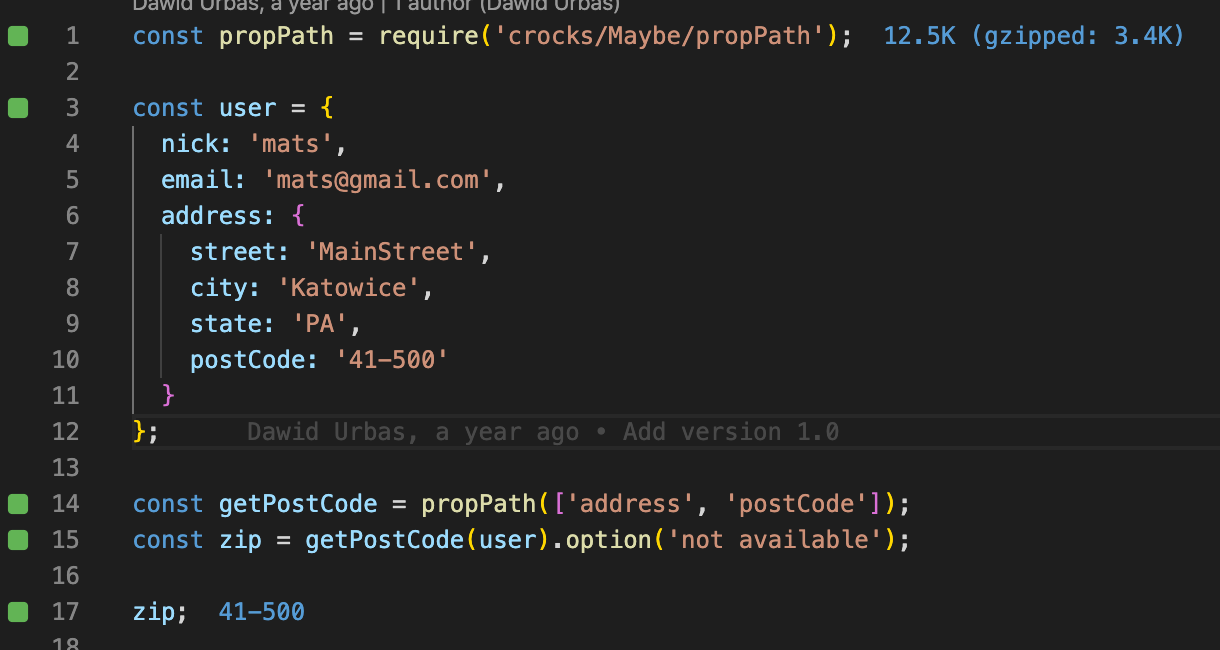 Dawid Urbas, a year ago | 1 author (Dawid Urbas)
1 const propPath = require('crocks/Maybe/propPath'); 12.5K (gzipped: 3.4K)
2
3 const user = {
4 nick: 'mats',
5 email: 'mats@gmail.com',
6 address: {
7 street: 'MainStreet',
8 city: 'Katowice',
9 state: 'PA',
10 postCode: '41-500'
11 }
12 }; Dawid Urbas, a year ago • Add version 1.0
13
14 const getPostCode = propPath(['address', 'postCode']);
15 const zip = getPostCode(user).option('not available');
16
17 zip; 41-500
18